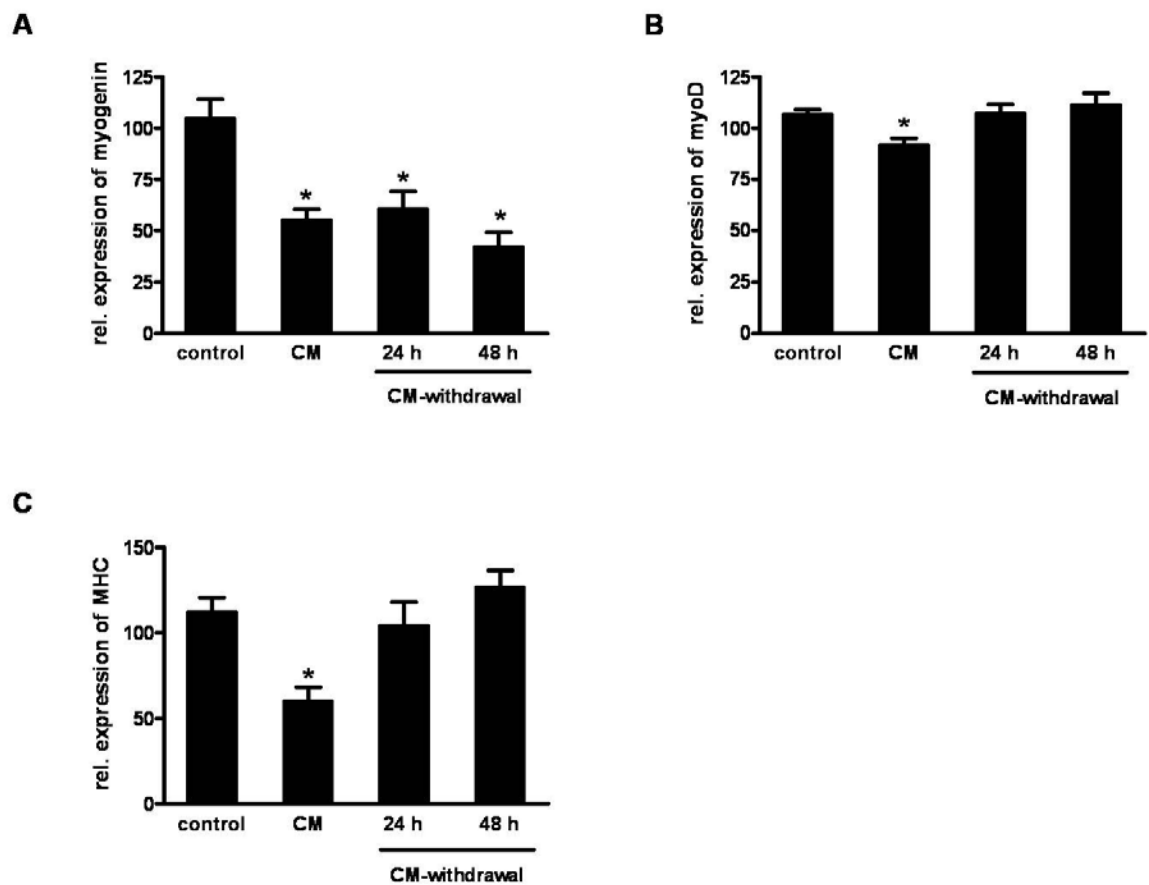 A
rel. expression of myogenin
125
100
75
50
25
0
*
*
*
control CM 24 h 48 h
CM-withdrawal
B
rel. expression of myoD
125
100
75
50
25
0
*
control CM 24 h 48 h
CM-withdrawal
C
rel. expression of MHC
150
100
50
0
*
control CM 24 h 48 h
CM-withdrawal